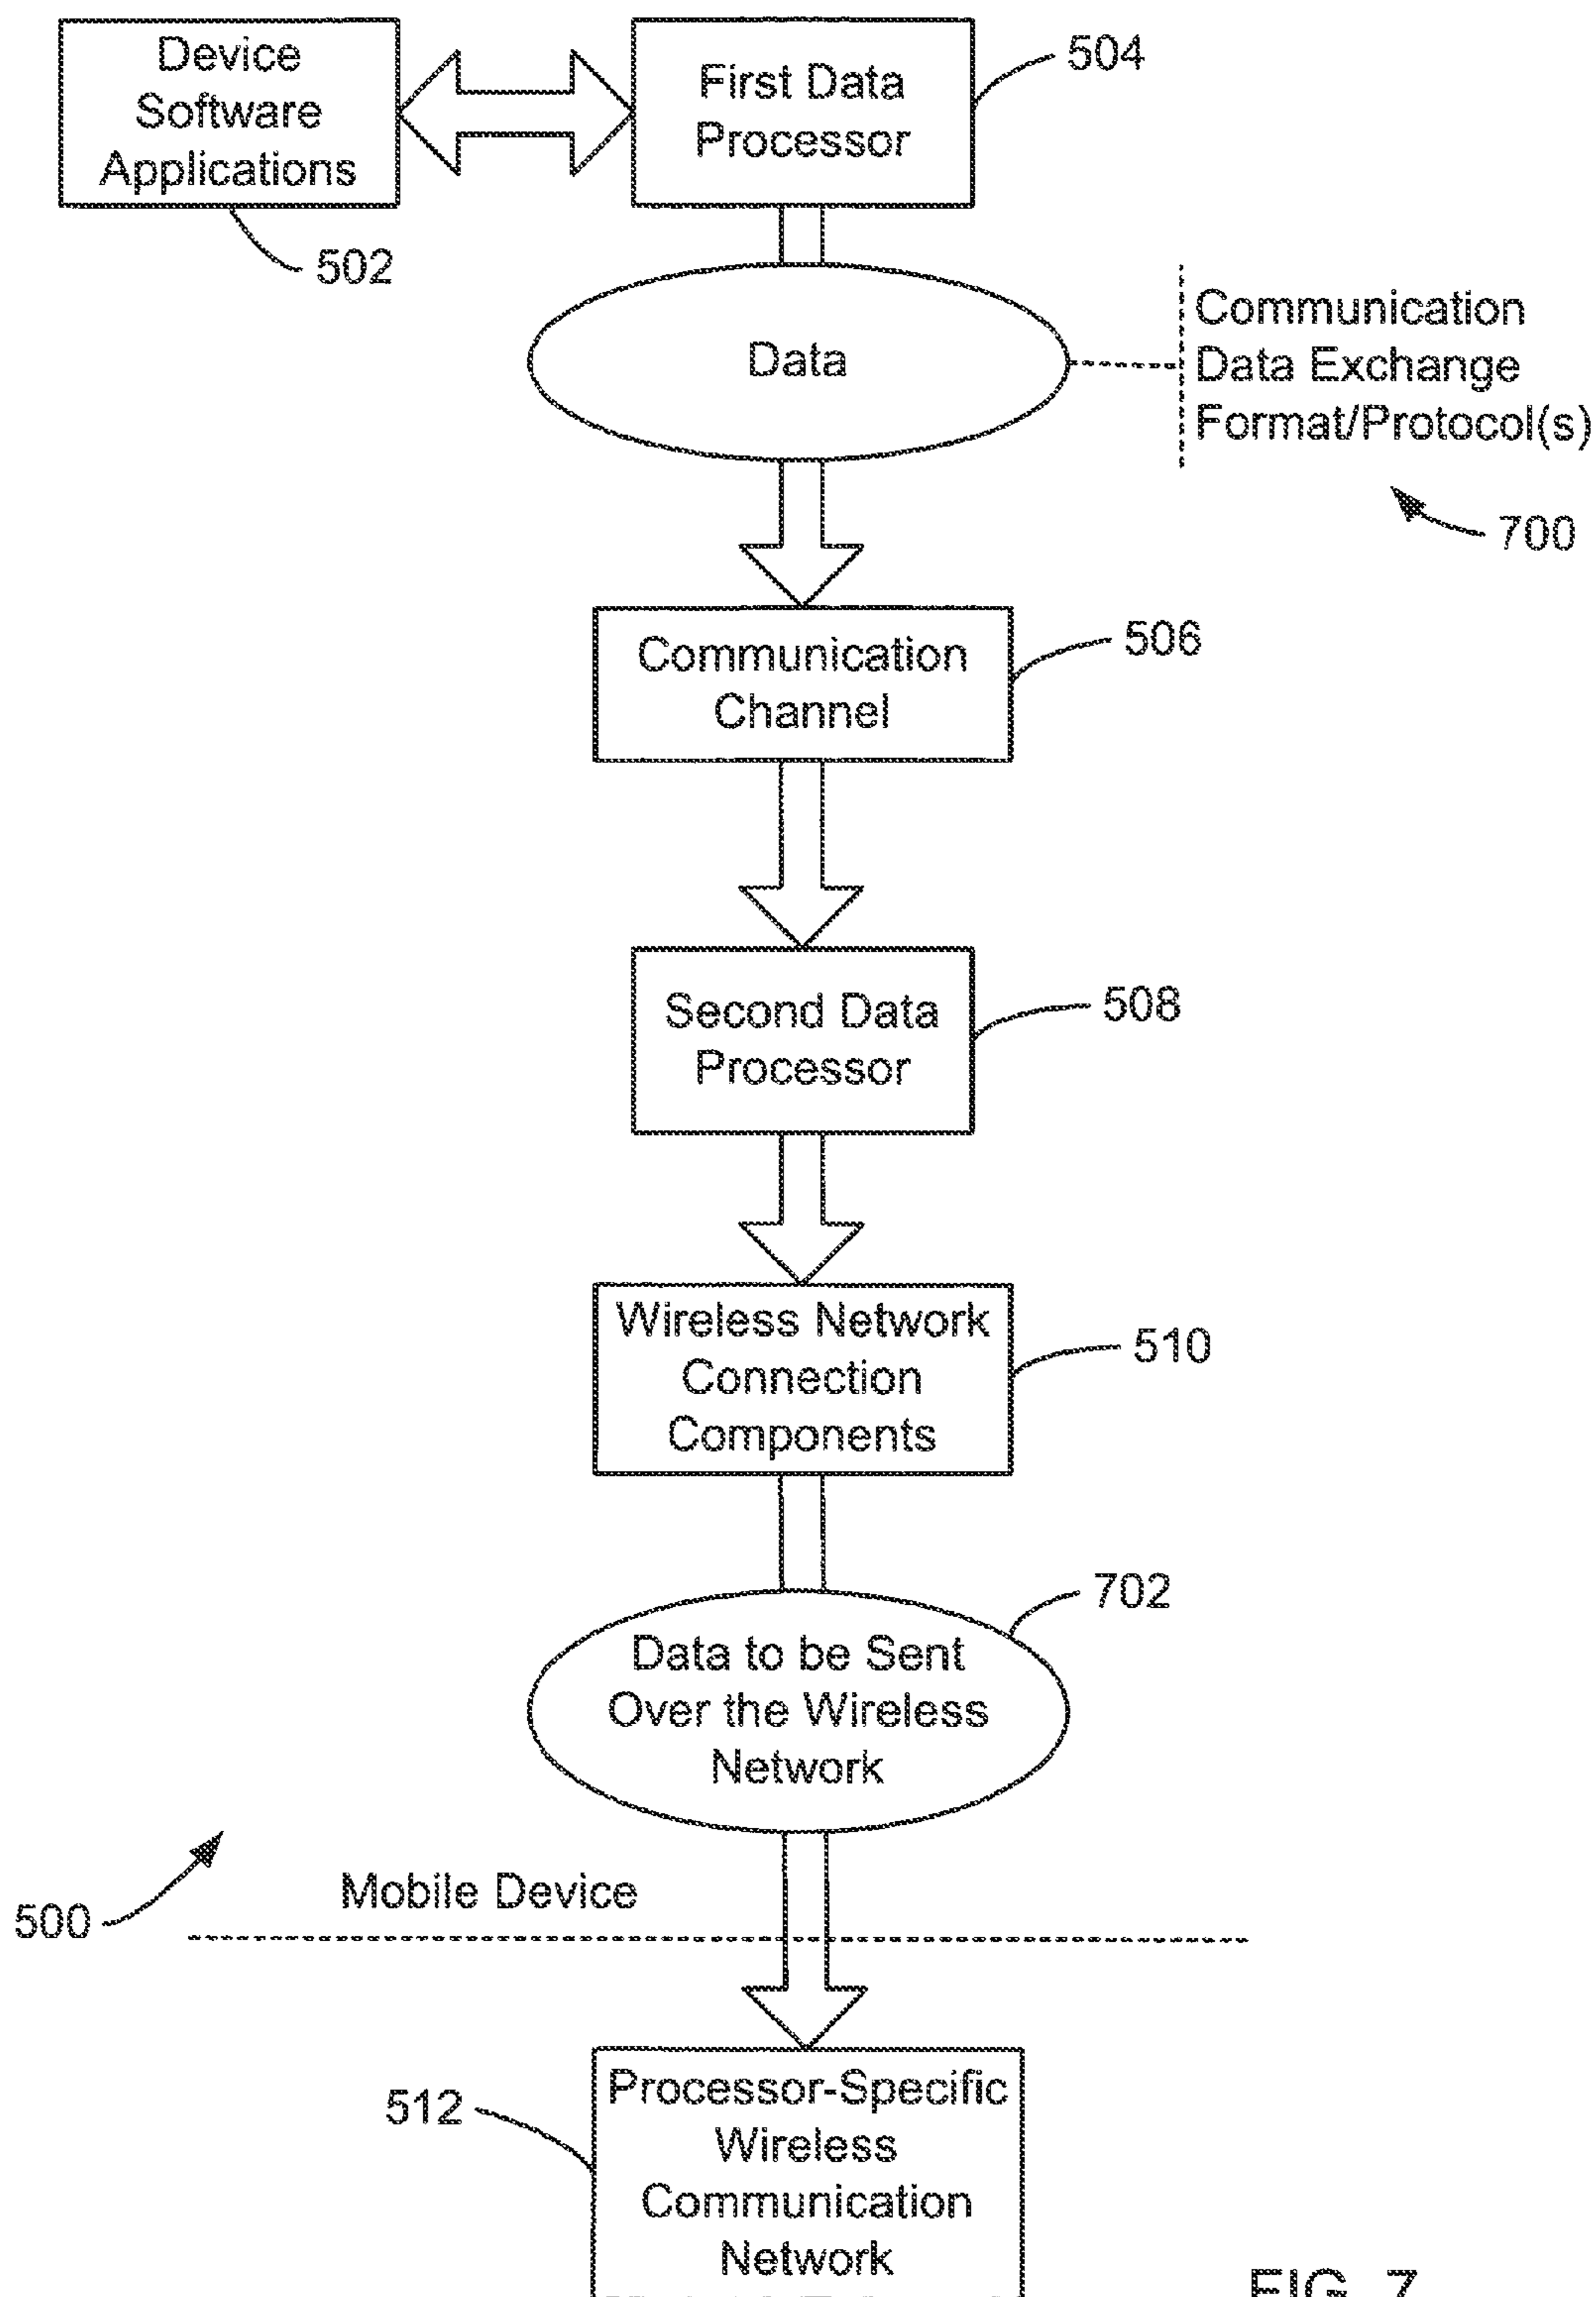 Device
Software
Applications
First Data
Processor
504
502
Data
Communication
Data Exchange
Format/Protocol(s)
700
Communication
Channel
506
Second Data
Processor
508
Wireless Network
Connection
Components
510
702
Data to be Sent
Over the Wireless
Network
Mobile Device
500
512
Processor-Specific
Wireless
Communication
Network
FIG. 7